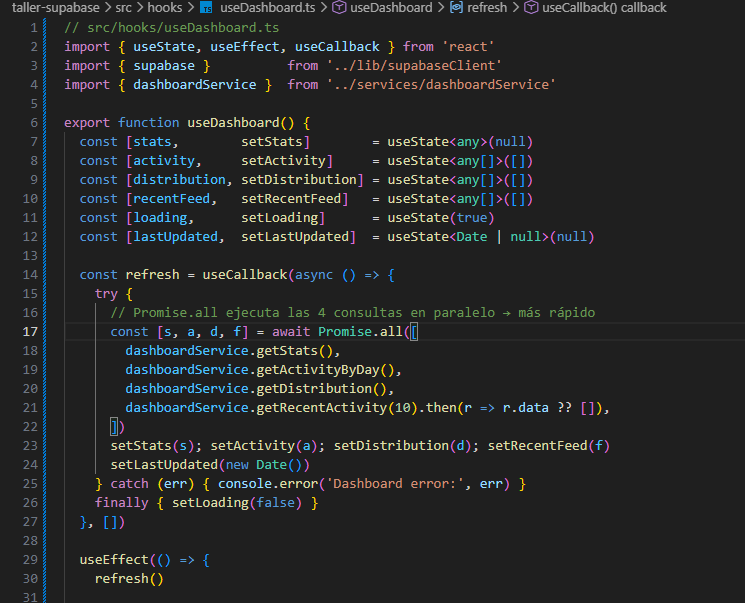 taller-supabase > src > hooks > TS useDashboard.ts > useDashboard > refresh > useCallback() callback
1 // src/hooks/useDashboard.ts
2 import { useState, useEffect, useCallback } from 'react'
3 import { supabase }          from '../lib/supabaseClient'
4 import { dashboardService }  from '../services/dashboardService'
5
6 export function useDashboard() {
7   const [stats,        setStats]        = useState<any>(null)
8   const [activity,     setActivity]     = useState<any[]>([])
9   const [distribution, setDistribution] = useState<any[]>([])
10   const [recentFeed,   setRecentFeed]   = useState<any[]>([])
11   const [loading,      setLoading]      = useState(true)
12   const [lastUpdated,  setLastUpdated]  = useState<Date | null>(null)
13
14   const refresh = useCallback(async () => {
15     try {
16       // Promise.all ejecuta las 4 consultas en paralelo → más rápido
17       const [s, a, d, f] = await Promise.all([
18         dashboardService.getStats(),
19         dashboardService.getActivityByDay(),
20         dashboardService.getDistribution(),
21         dashboardService.getRecentActivity(10).then(r => r.data ?? []),
22       ])
23       setStats(s); setActivity(a); setDistribution(d); setRecentFeed(f)
24       setLastUpdated(new Date())
25     } catch (err) { console.error('Dashboard error:', err) }
26     finally { setLoading(false) }
27   }, [])
28
29   useEffect(() => {
30     refresh()
31